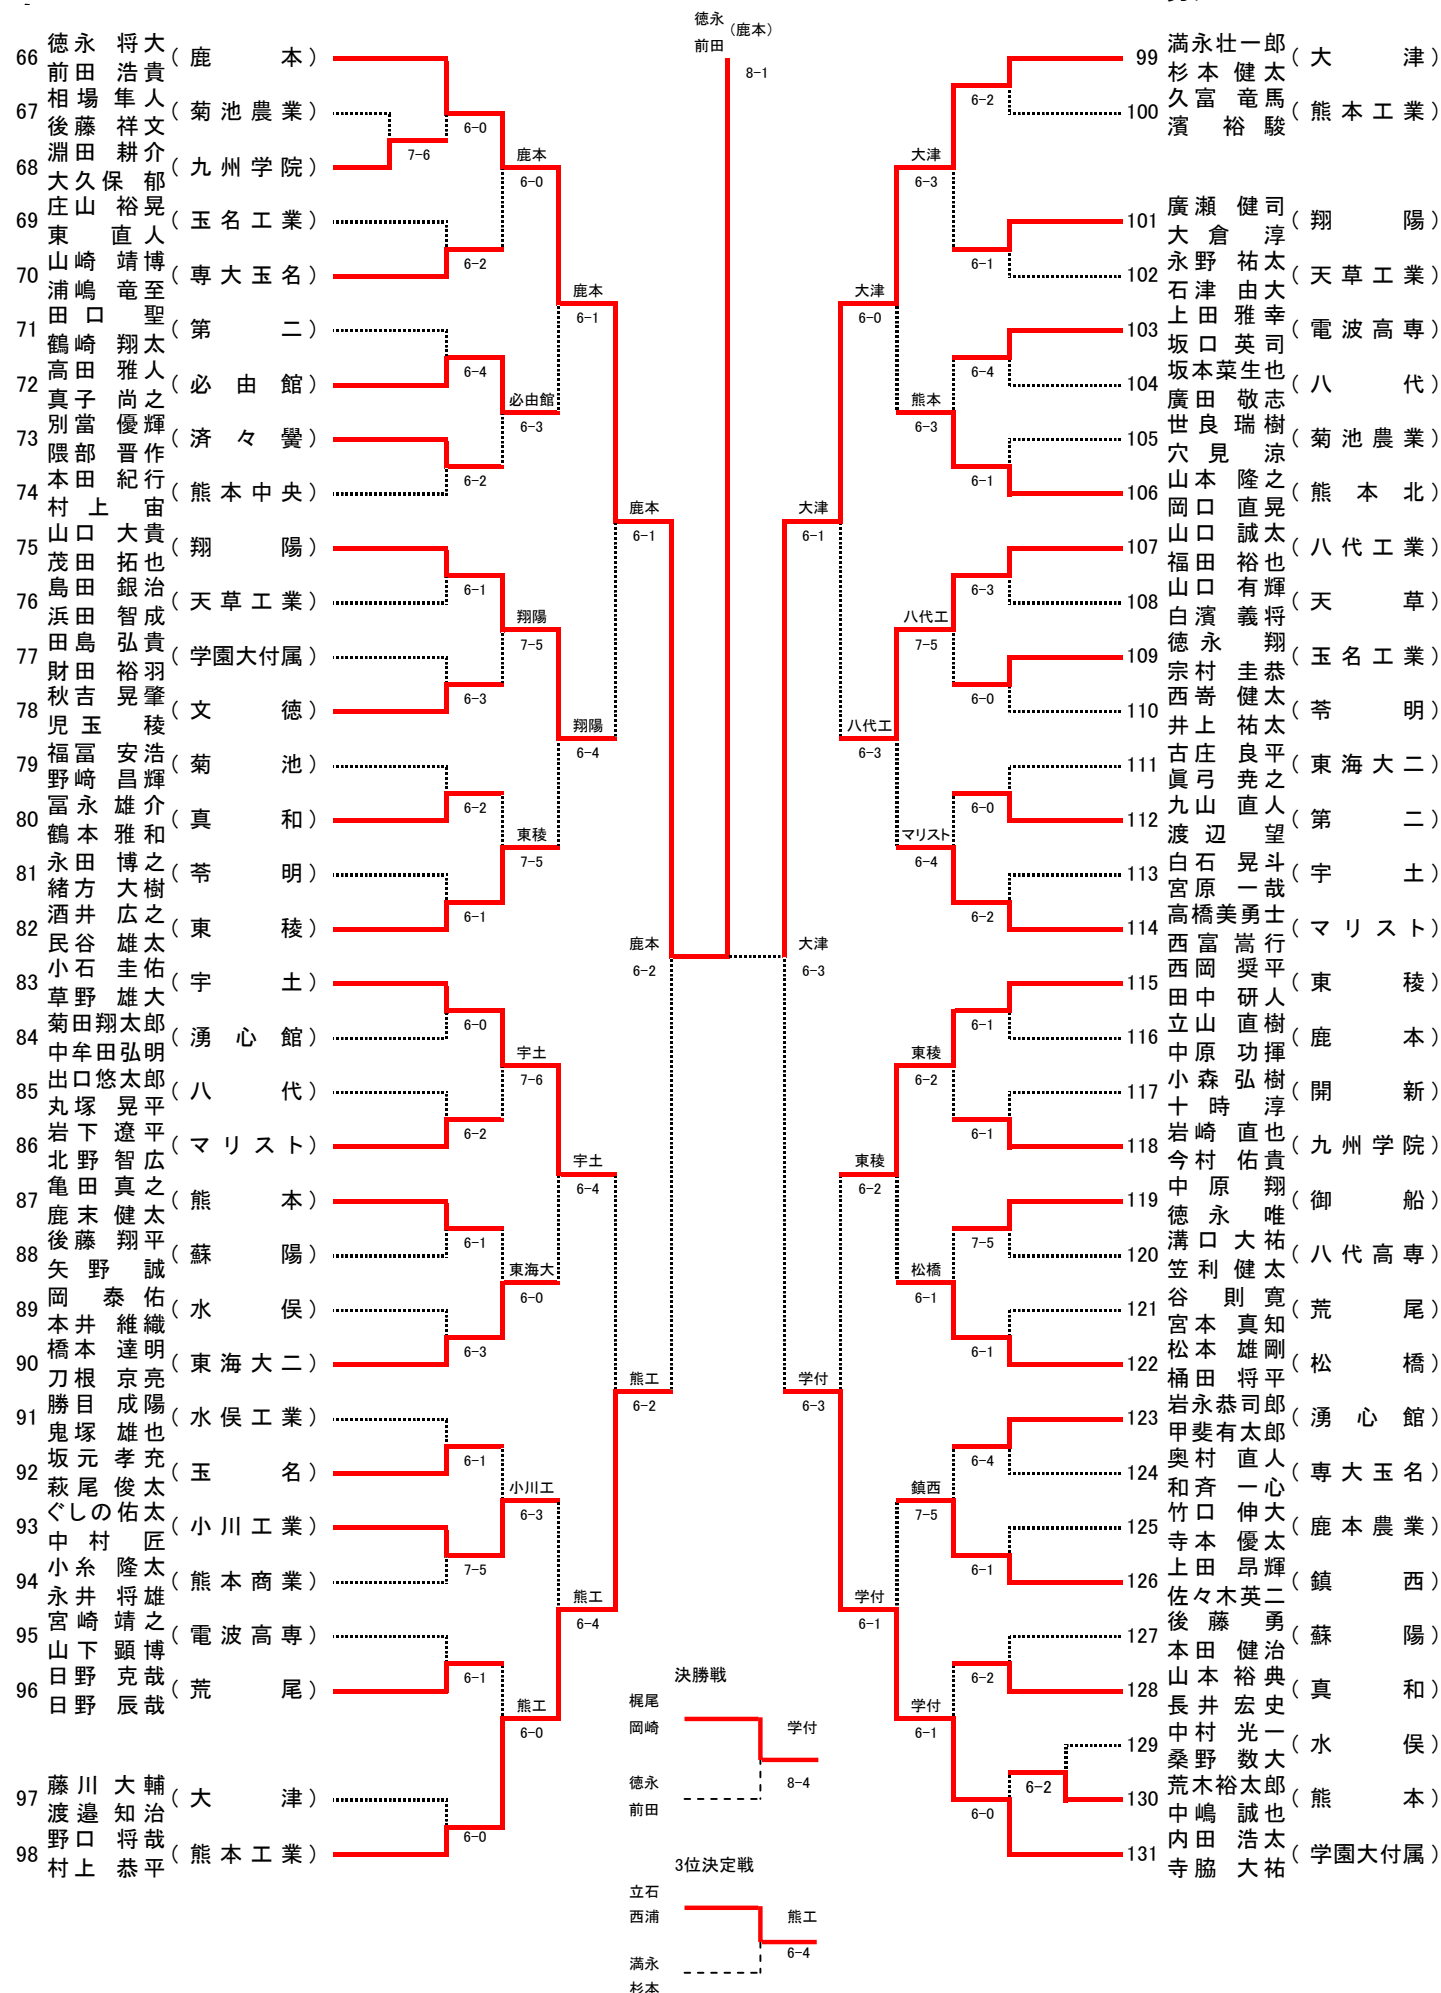 徳永
前田
(鹿本)
8-1
66 徳永 将大 前田 浩貴 (鹿本)
67 相場 隼人 後藤 祥文 (菊池農業)
68 淵田 耕介 大久保 郁 (九州学院)
69 庄山 裕晃 東 直人 (玉名工業)
70 山崎 靖博 浦嶋 竜至 (専大玉名)
71 田口 聖 鶴崎 翔太 (第二)
72 高田 雅人 真子 尚之 (必由館)
73 別當 優輝 隈部 晋作 (済々黌)
74 本田 紀行 村上 宙 (熊本中央)
75 山口 大貴 茂田 拓也 (翔陽)
76 島田 銀治 浜田 智成 (天草工業)
77 田島 弘貴 財田 裕羽 (学園大付属)
78 秋吉 晃肇 児玉 稜 (文徳)
79 福冨 安浩 野﨑 昌輝 (菊池)
80 冨永 雄介 鶴本 雅和 (真和)
81 永田 博之 緒方 大樹 (苓明)
82 酒井 広之 民谷 雄太 (東稜)
83 小石 圭佑 草野 雄大 (宇土)
84 菊田翔太郎 中牟田弘明 (湧心館)
85 出口悠太郎 丸塚 晃平 (八代)
86 岩下 遼平 北野 智広 (マリスト)
87 亀田 真之 鹿末 健太 (熊本)
88 後藤 翔平 矢野 誠 (蘇陽)
89 岡 泰佑 本井 維織 (水俣)
90 橋本 達明 刀根 京亮 (東海大二)
91 勝目 成陽 鬼塚 雄也 (水俣工業)
92 坂元 孝充 萩尾 俊太 (玉名)
93 ぐしの佑太 中村 匠 (小川工業)
94 小糸 隆太 永井 将雄 (熊本商業)
95 宮崎 靖之 山下 顕博 (電波高専)
96 日野 克哉 日野 辰哉 (荒尾)
97 藤川 大輔 渡邉 知治 (大津)
98 野口 将哉 村上 恭平 (熊本工業)
7-6
6-0
6-2
6-4
6-2
6-1
6-3
6-2
6-1
6-0
6-2
6-1
6-3
6-1
7-5
6-1
6-0
鹿本
6-0
必由館
6-3
翔陽
7-5
東稜
7-5
宇土
7-6
東海大
6-0
小川工
6-3
熊工
6-0
鹿本
6-1
翔陽
6-4
宇土
6-4
熊工
6-4
鹿本
6-1
熊工
6-2
鹿本
6-2
大津
6-3
大津
6-1
学付
6-3
大津
6-0
八代工
6-3
東稜
6-2
学付
6-1
大津
6-3
熊本
6-3
八代工
7-5
マリスト
6-4
東稜
6-2
松橋
6-1
鎮西
7-5
学付
6-1
6-2
6-1
6-4
6-1
6-3
6-0
6-0
6-2
6-1
6-1
7-5
6-1
6-4
6-1
6-2
6-2
6-0
99 満永壮一郎 杉本 健太 (大津)
100 久富 竜馬 濱 裕駿 (熊本工業)
101 廣瀬 健司 大倉 淳 (翔陽)
102 永野 祐太 石津 由大 (天草工業)
103 上田 雅幸 坂口 英司 (電波高専)
104 坂本菜生也 廣田 敬志 (八代)
105 世良 瑞樹 穴見 涼 (菊池農業)
106 山本 隆之 岡口 直晃 (熊本北)
107 山口 誠太 福田 裕也 (八代工業)
108 山口 有輝 白濱 義将 (天草)
109 徳永 翔 宗村 圭恭 (玉名工業)
110 西嵜 健太 井上 祐太 (苓明)
111 古庄 良平 眞弓 尭之 (東海大二)
112 九山 直人 渡辺 望 (第二)
113 白石 晃斗 宮原 一哉 (宇土)
114 高橋美勇士 西富 嵩行 (マリスト)
115 西岡 奨平 田中 研人 (東稜)
116 立山 直樹 中原 功揮 (鹿本)
117 小森 弘樹 十時 淳 (開新)
118 岩崎 直也 今村 佑貴 (九州学院)
119 中原 翔 徳永 唯 (御船)
120 溝口 大祐 笠利 健太 (八代高専)
121 谷 則寛 宮本 真知 (荒尾)
122 松本 雄剛 桶田 将平 (松橋)
123 岩永恭司郎 甲斐有太郎 (湧心館)
124 奥村 直人 和斉 一心 (専大玉名)
125 竹口 伸大 寺本 優太 (鹿本農業)
126 上田 昂輝 佐々木英二 (鎮西)
127 後藤 勇 本田 健治 (蘇陽)
128 山本 裕典 長井 宏史 (真和)
129 中村 光一 桑野 数大 (水俣)
130 荒木裕太郎 中嶋 誠也 (熊本)
131 内田 浩太 寺脇 大祐 (学園大付属)
決勝戦
梶尾
岡崎
学付
徳永
前田
8-4
3位決定戦
立石
西浦
熊工
満永
杉本
6-4